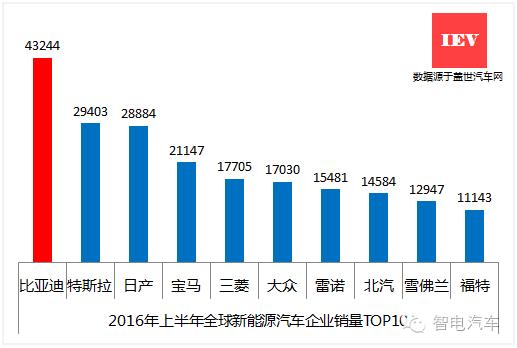 IEV
数据源于盖世汽车网
43244
29403
28884
21147
17705
17030
15481
14584
12947
11143
比亚迪 特斯拉 日产 宝马 三菱 大众 雷诺 北汽 雪佛兰 福特
2016年上半年全球新能源汽车企业销量TOP10
智电汽车